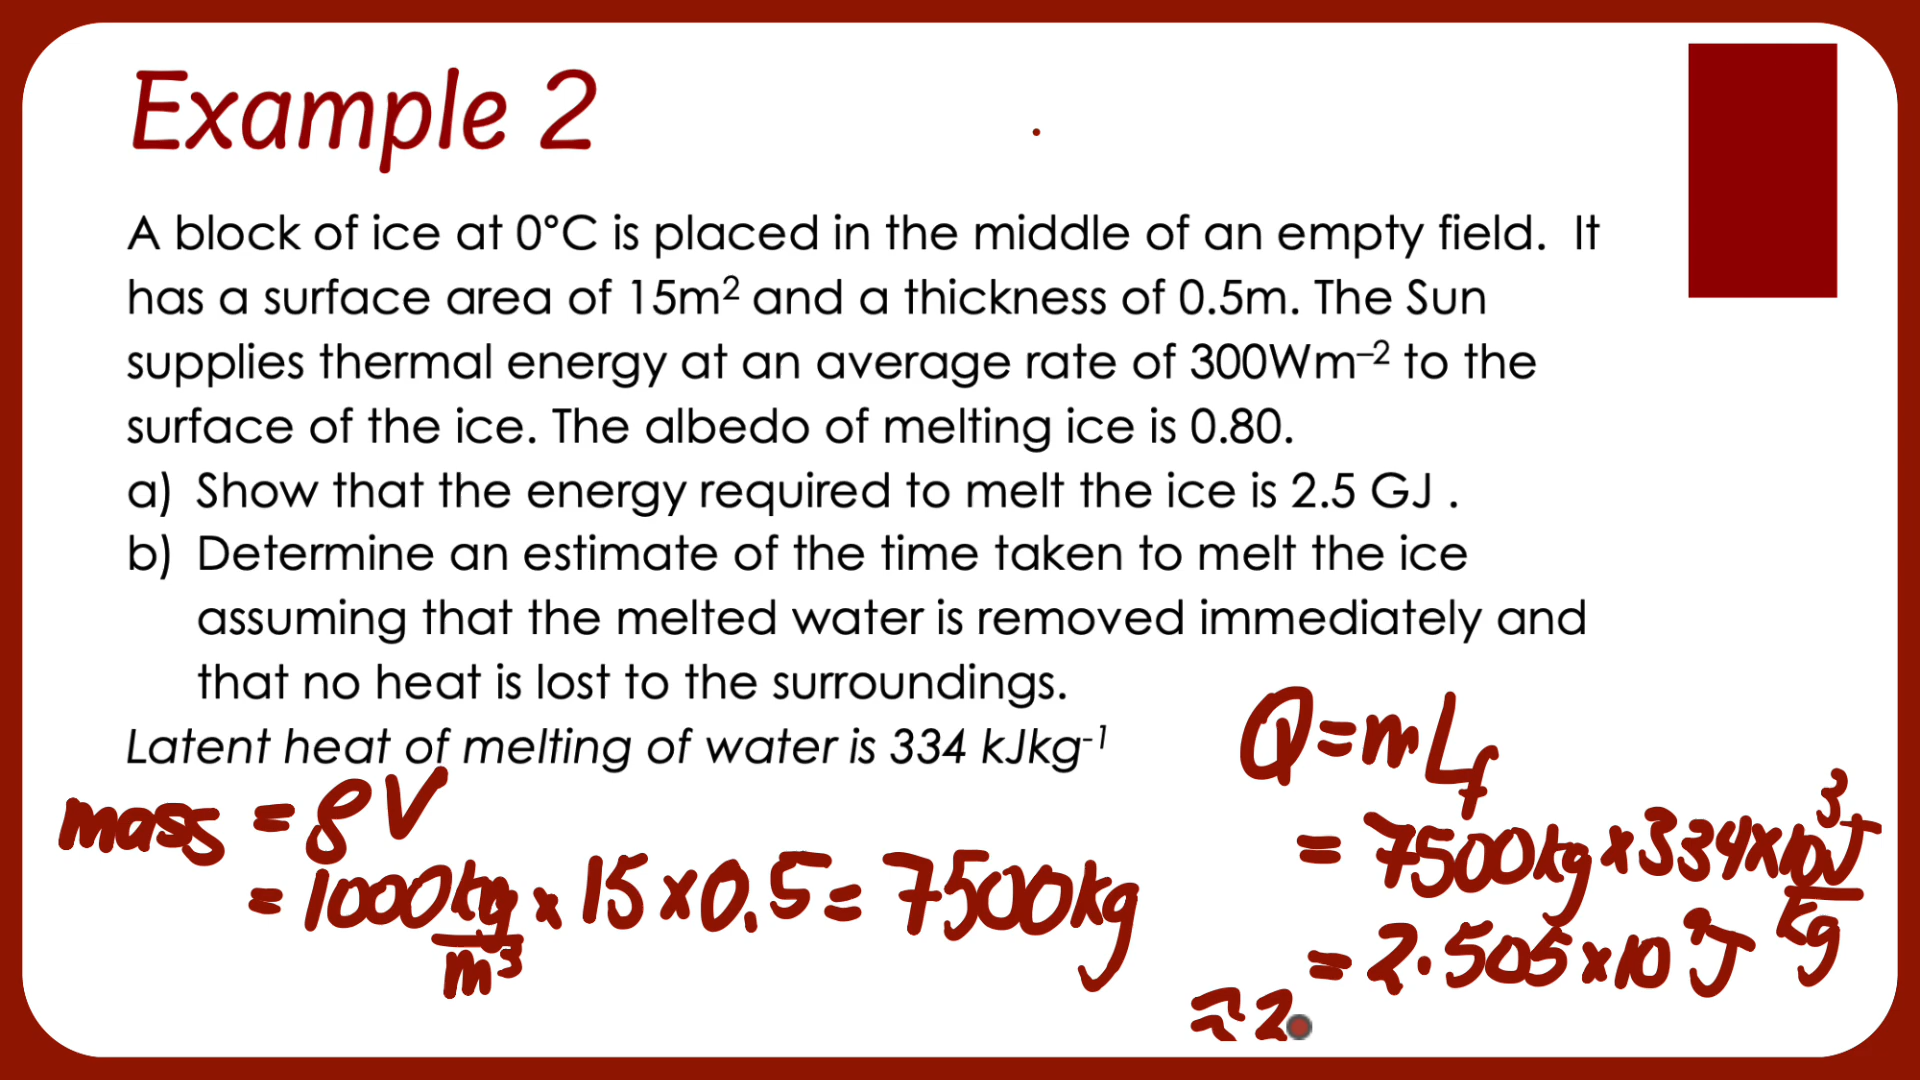 Example 2
A block of ice at 0°C is placed in the middle of an empty field. It
has a surface area of 15m² and a thickness of 0.5m. The Sun
supplies thermal energy at an average rate of 300Wm⁻² to the
surface of the ice. The albedo of melting ice is 0.80.
a) Show that the energy required to melt the ice is 2.5 GJ .
b) Determine an estimate of the time taken to melt the ice
assuming that the melted water is removed immediately and
that no heat is lost to the surroundings.
Latent heat of melting of water is 334 kJkg⁻¹
mass = ρV
= 1000 kg/m³ × 15 × 0.5 = 7500kg
Q = mL_f
= 7500kg × 334×10³ J/kg
= 2.505×10⁹ J
≈ 2